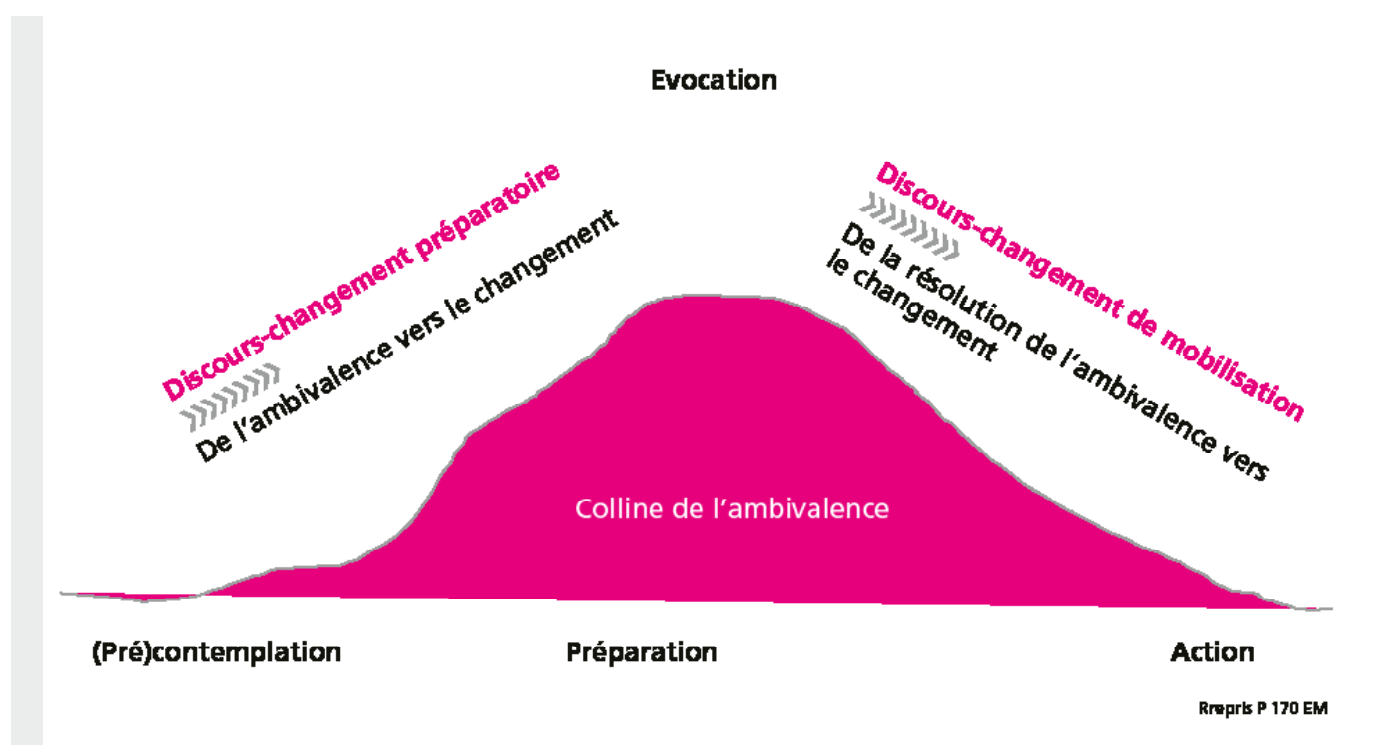 Evocation
Discours-changement préparatoire
De l'ambivalence vers le changement
Discours-changement de mobilisation
De la résolution de l'ambivalence vers
le changement
Colline de l'ambivalence
(Pré)contemplation
Préparation
Action
Rrepris P 170 EM